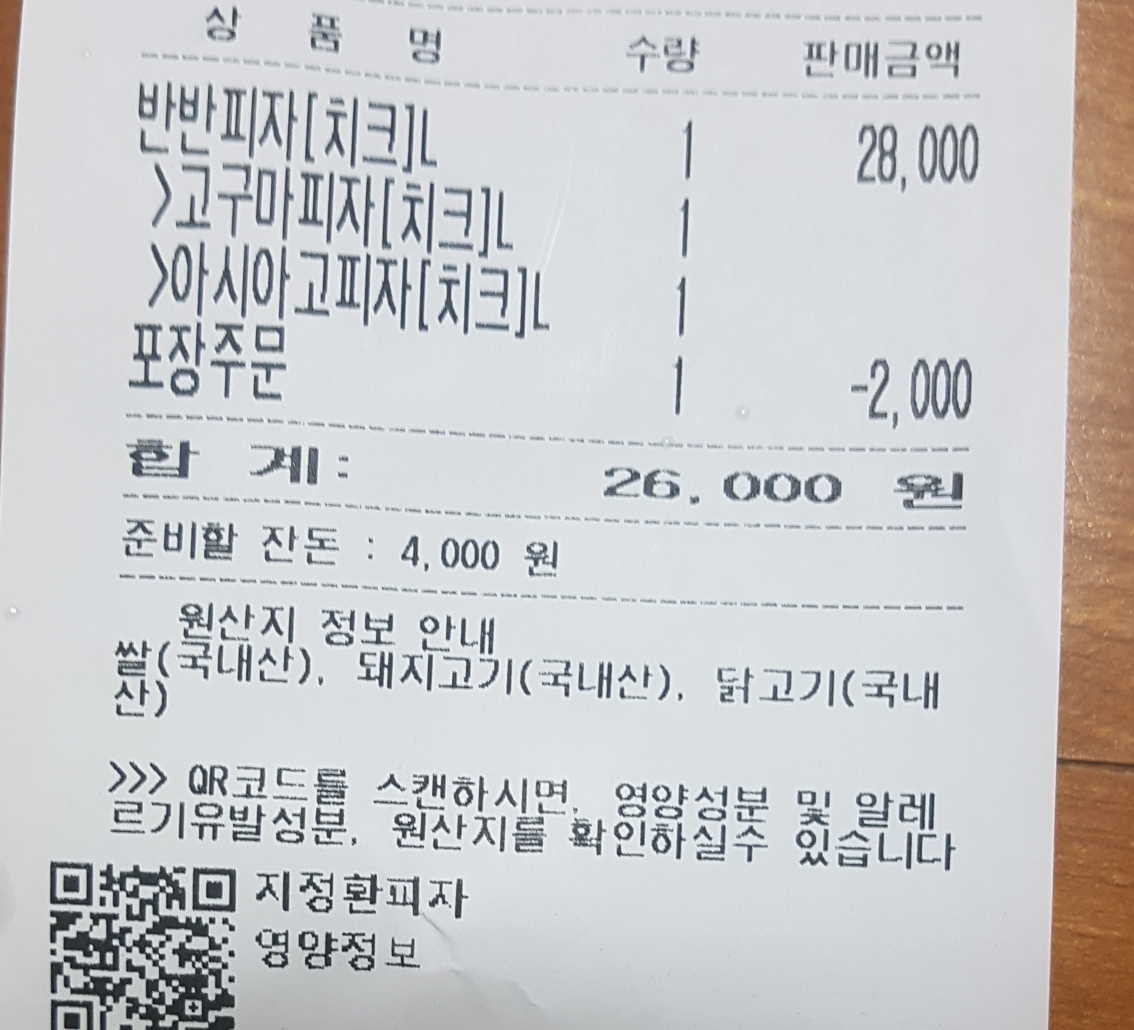 상 품 명 수량 판매금액
반반피자[치크]L 1 28,000
>고구마피자[치크]L 1
>아시아고피자[치크]L 1
포장주문 1 -2,000
합 계: 26,000 원
준비할 잔돈 : 4,000 원
원산지 정보 안내
쌀(국내산), 돼지고기(국내산), 닭고기(국내
산)
>>> QR코드를 스캔하시면, 영양성분 및 알레
르기유발성분, 원산지를 확인하실수 있습니다
지정환피자
영양정보